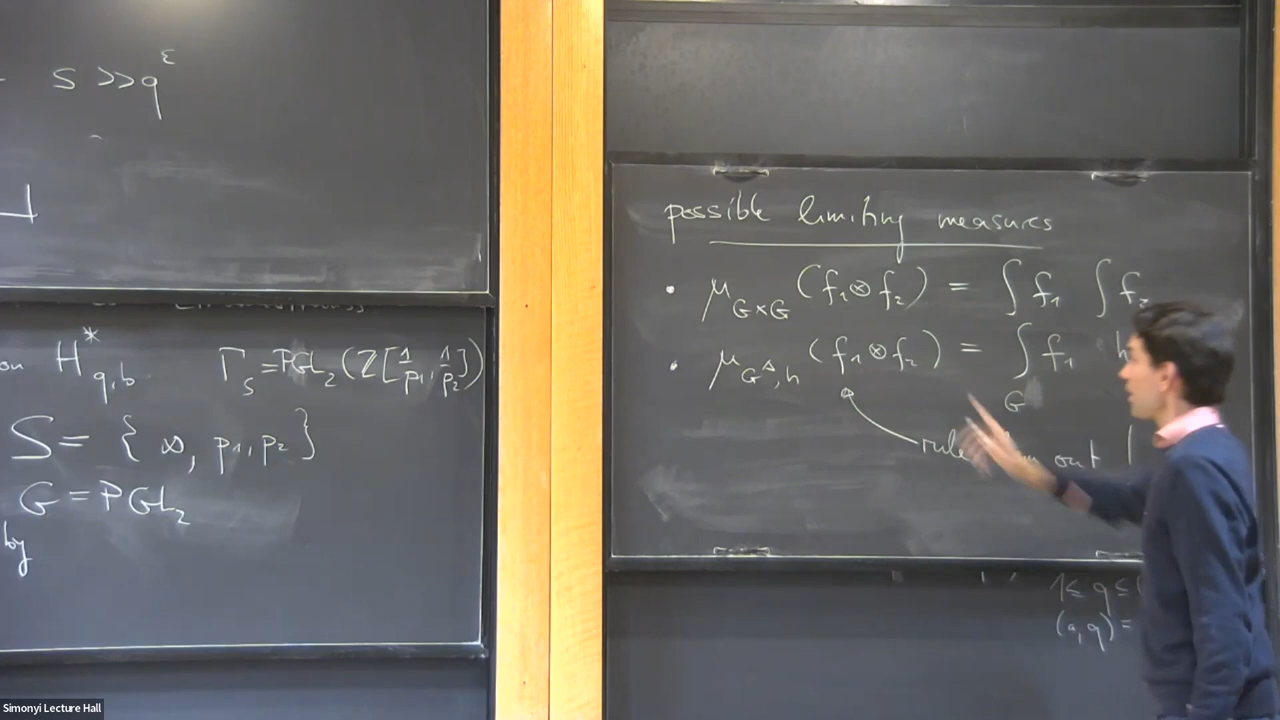 S >> q^ε
on H*_{q,b} Γ_S = PGL_2(Z[1/p_1, 1/p_2])
S = { ∞, p_1, p_2 }
G = PGL_2
by
possible limiting measures
• μ_{G×G} (f_1 ⊗ f_2) = ∫ f_1 ∫ f_2
• μ_{G^Δ,h} (f_1 ⊗ f_2) = ∫_G f_1 h
out
1 ≤ q ≤
(a,q) =
Simonyi Lecture Hall